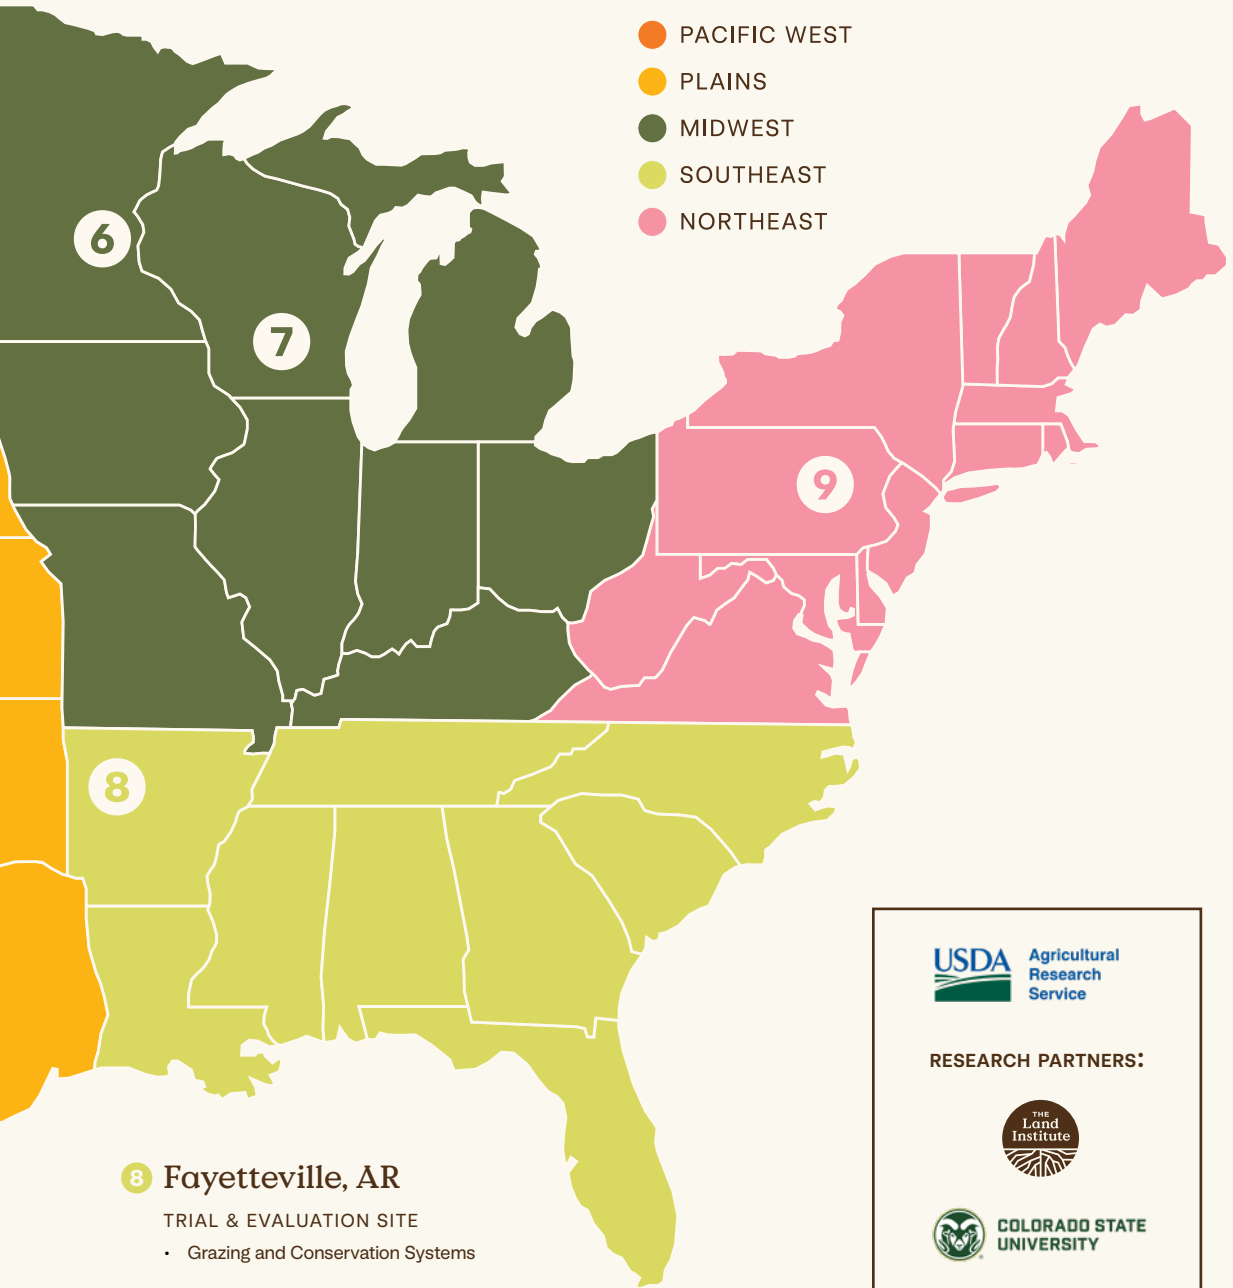 PACIFIC WEST
PLAINS
MIDWEST
SOUTHEAST
NORTHEAST
6
7
9
8
8 Fayetteville, AR
TRIAL & EVALUATION SITE
• Grazing and Conservation Systems
USDA Agricultural
Research
Service
RESEARCH PARTNERS:
THE
Land
Institute
COLORADO STATE
UNIVERSITY